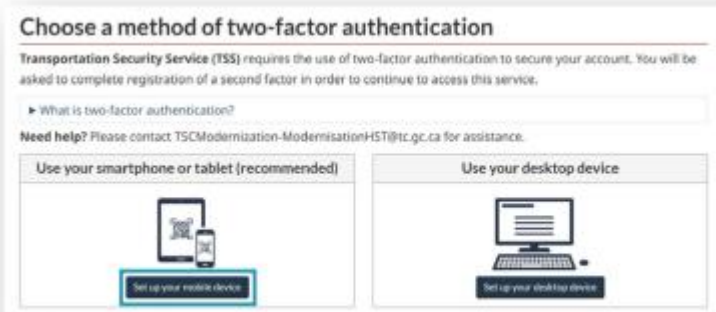 Choose a method of two-factor authentication
Transportation Security Service (TSS) requires the use of two-factor authentication to secure your account. You will be
asked to complete registration of a second factor in order to continue to access this service.
▶ What is two-factor authentication?
Need help? Please contact TSCModernization-ModernisationHST@tc.gc.ca for assistance.
Use your smartphone or tablet (recommended)
Use your desktop device
Set up your mobile device
Set up your desktop device